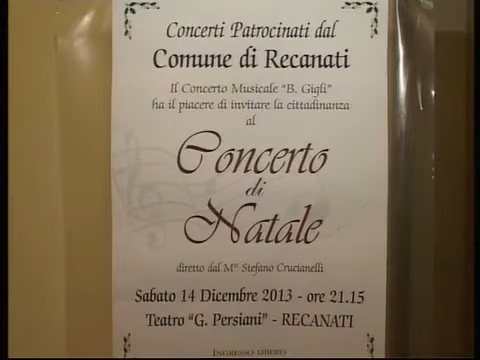 Concerti Patrocinati dal
Comune di Recanati
Il Concerto Musicale "B. Gigli"
ha il piacere di invitare la cittadinanza
al
Concerto
di
Natale
diretto dal M° Stefano Crucianelli
Sabato 14 Dicembre 2013 - ore 21.15
Teatro "G. Persiani" - RECANATI
INGRESSO LIBERO